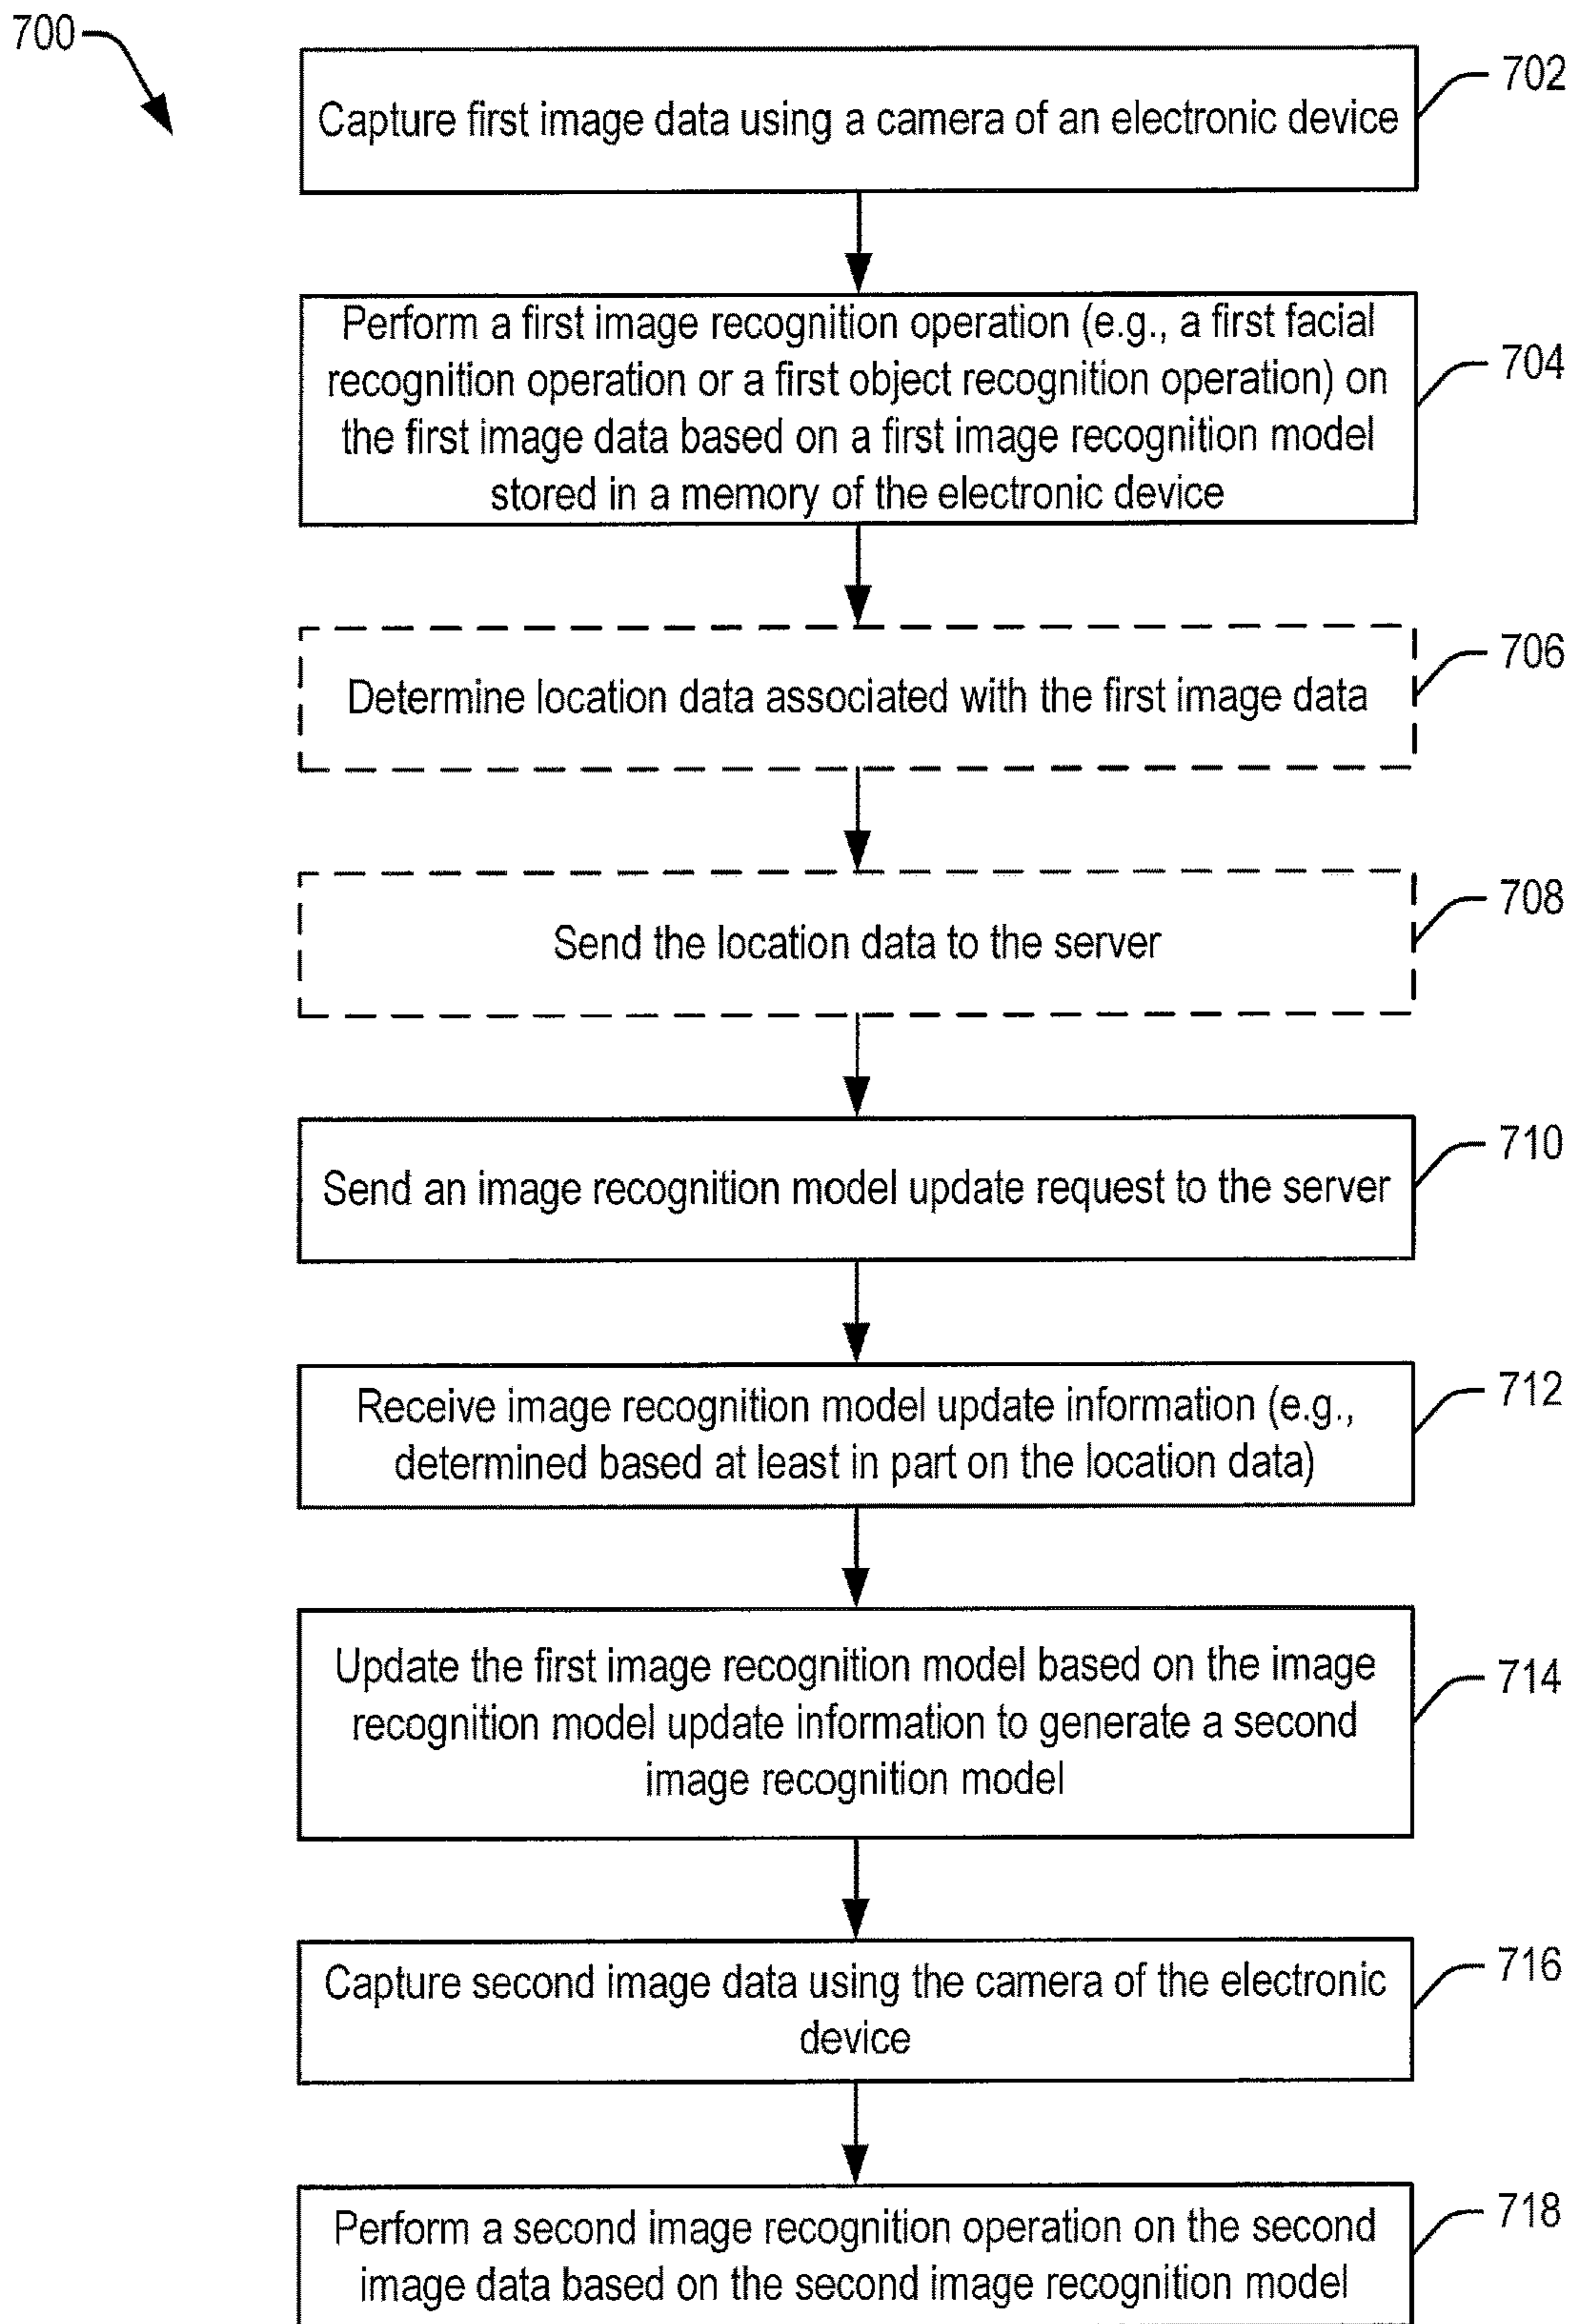 700
Capture first image data using a camera of an electronic device
702
Perform a first image recognition operation (e.g., a first facial
recognition operation or a first object recognition operation) on
the first image data based on a first image recognition model
stored in a memory of the electronic device
704
Determine location data associated with the first image data
706
Send the location data to the server
708
Send an image recognition model update request to the server
710
Receive image recognition model update information (e.g.,
determined based at least in part on the location data)
712
Update the first image recognition model based on the image
recognition model update information to generate a second
image recognition model
714
Capture second image data using the camera of the electronic
device
716
Perform a second image recognition operation on the second
image data based on the second image recognition model
718